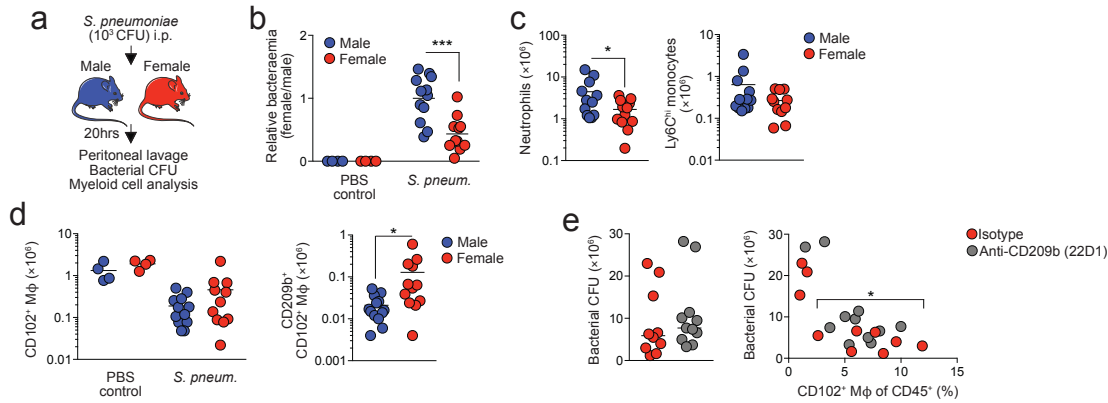 a
S. pneumoniae
(10³ CFU) i.p.
Male Female
20hrs
Peritoneal lavage
Bacterial CFU
Myeloid cell analysis
b
Male
Female
***
Relative bacteraemia
(female/male)
2
1
0
PBS
control
S. pneum.
c
Male
Female
*
Neutrophils (×10⁶)
100
10
1
0.1
Ly6Cʰⁱ monocytes
(×10⁶)
10
1
0.1
0.01
d
CD102⁺ Mϕ (×10⁶)
10
1
0.1
0.01
PBS
control
S. pneum.
*
Male
Female
CD209b⁺
CD102⁺ Mϕ (×10⁶)
1
0.1
0.01
0.001
e
Isotype
Anti-CD209b (22D1)
Bacterial CFU (×10⁶)
40
30
20
10
0
*
Bacterial CFU (×10⁶)
40
30
20
10
0
0 5 10 15
CD102⁺ Mϕ of CD45⁺ (%)